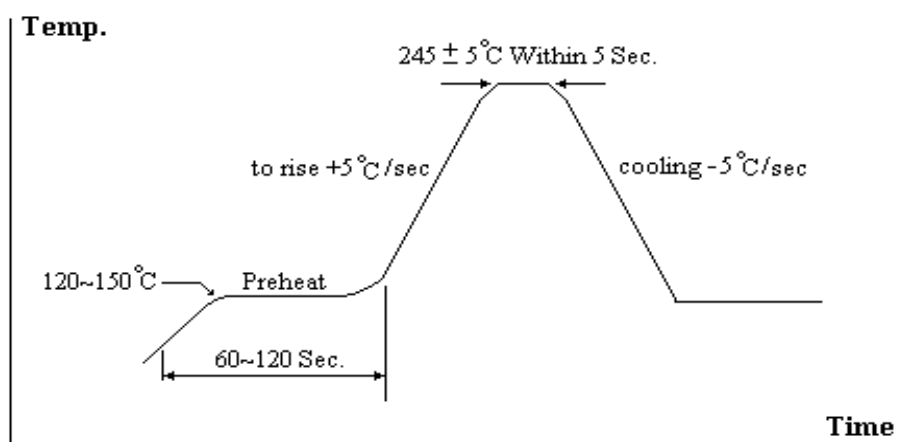 Temp.
245 ± 5°C Within 5 Sec.
to rise +5°C/sec
cooling -5°C/sec
120~150°C
Preheat
60~120 Sec.
Time